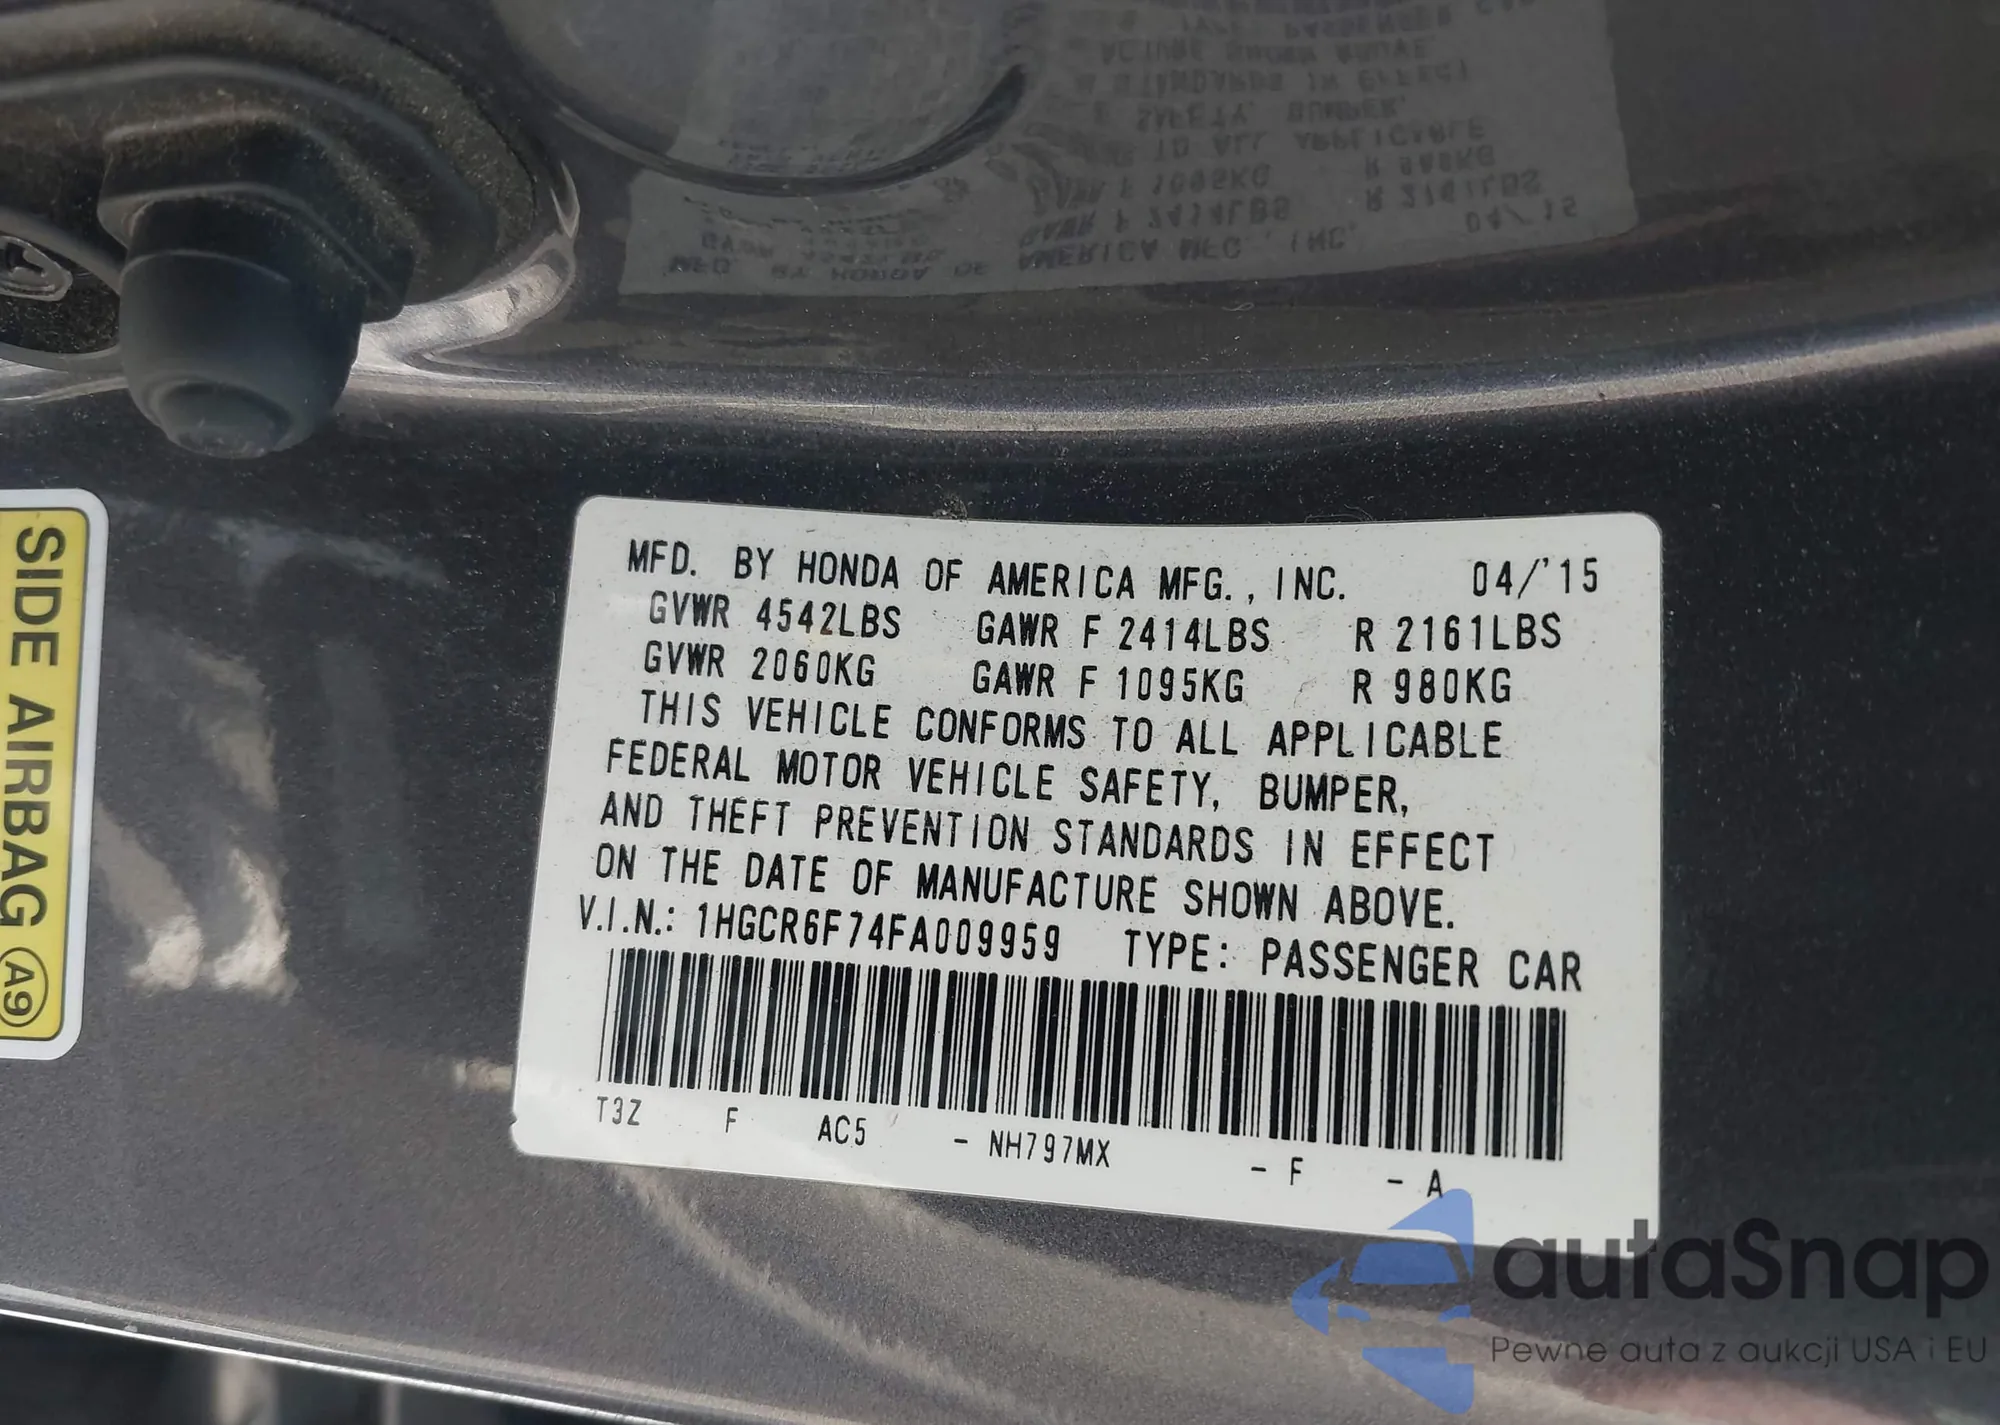 MFD. BY HONDA OF AMERICA MFG., INC. 04/'15
GVWR 4542LBS GAWR F 2414LBS R 2161LBS
GVWR 2060KG GAWR F 1095KG R 980KG
THIS VEHICLE CONFORMS TO ALL APPLICABLE
FEDERAL MOTOR VEHICLE SAFETY, BUMPER,
AND THEFT PREVENTION STANDARDS IN EFFECT
ON THE DATE OF MANUFACTURE SHOWN ABOVE.
V.I.N.: 1HGCR6F74FA009959 TYPE: PASSENGER CAR
T3Z F AC5 - NH797MX - F - A
SIDE AIRBAG A9
autaSnap
Pewne auta z aukcji USA i EU